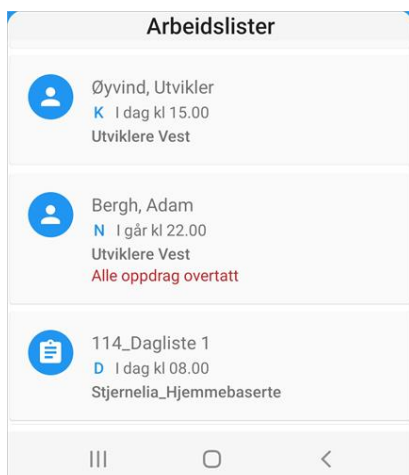 Arbeidslister
Øyvind, Utvikler
K I dag kl 15.00
Utviklere Vest
Bergh, Adam
N I går kl 22.00
Utviklere Vest
Alle oppdrag overtatt
114_Dagliste 1
D I dag kl 08.00
Stjernelia_Hjemmebaserte